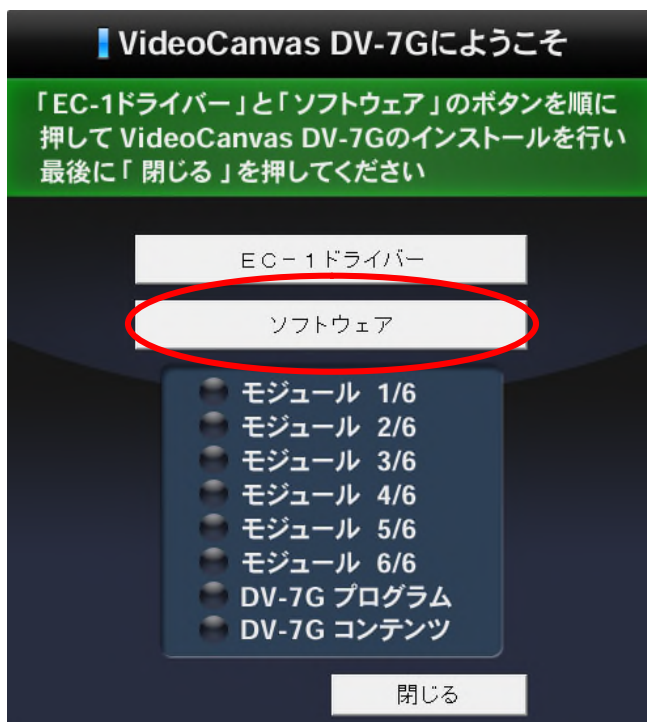 VideoCanvas DV-7Gにようこそ
「EC-1ドライバー」と「ソフトウェア」のボタンを順に
押して VideoCanvas DV-7Gのインストールを行い
最後に「 閉じる 」を押してください
ＥＣ－１ドライバー
ソフトウェア
モジュール 1/6
モジュール 2/6
モジュール 3/6
モジュール 4/6
モジュール 5/6
モジュール 6/6
DV-7G プログラム
DV-7G コンテンツ
閉じる